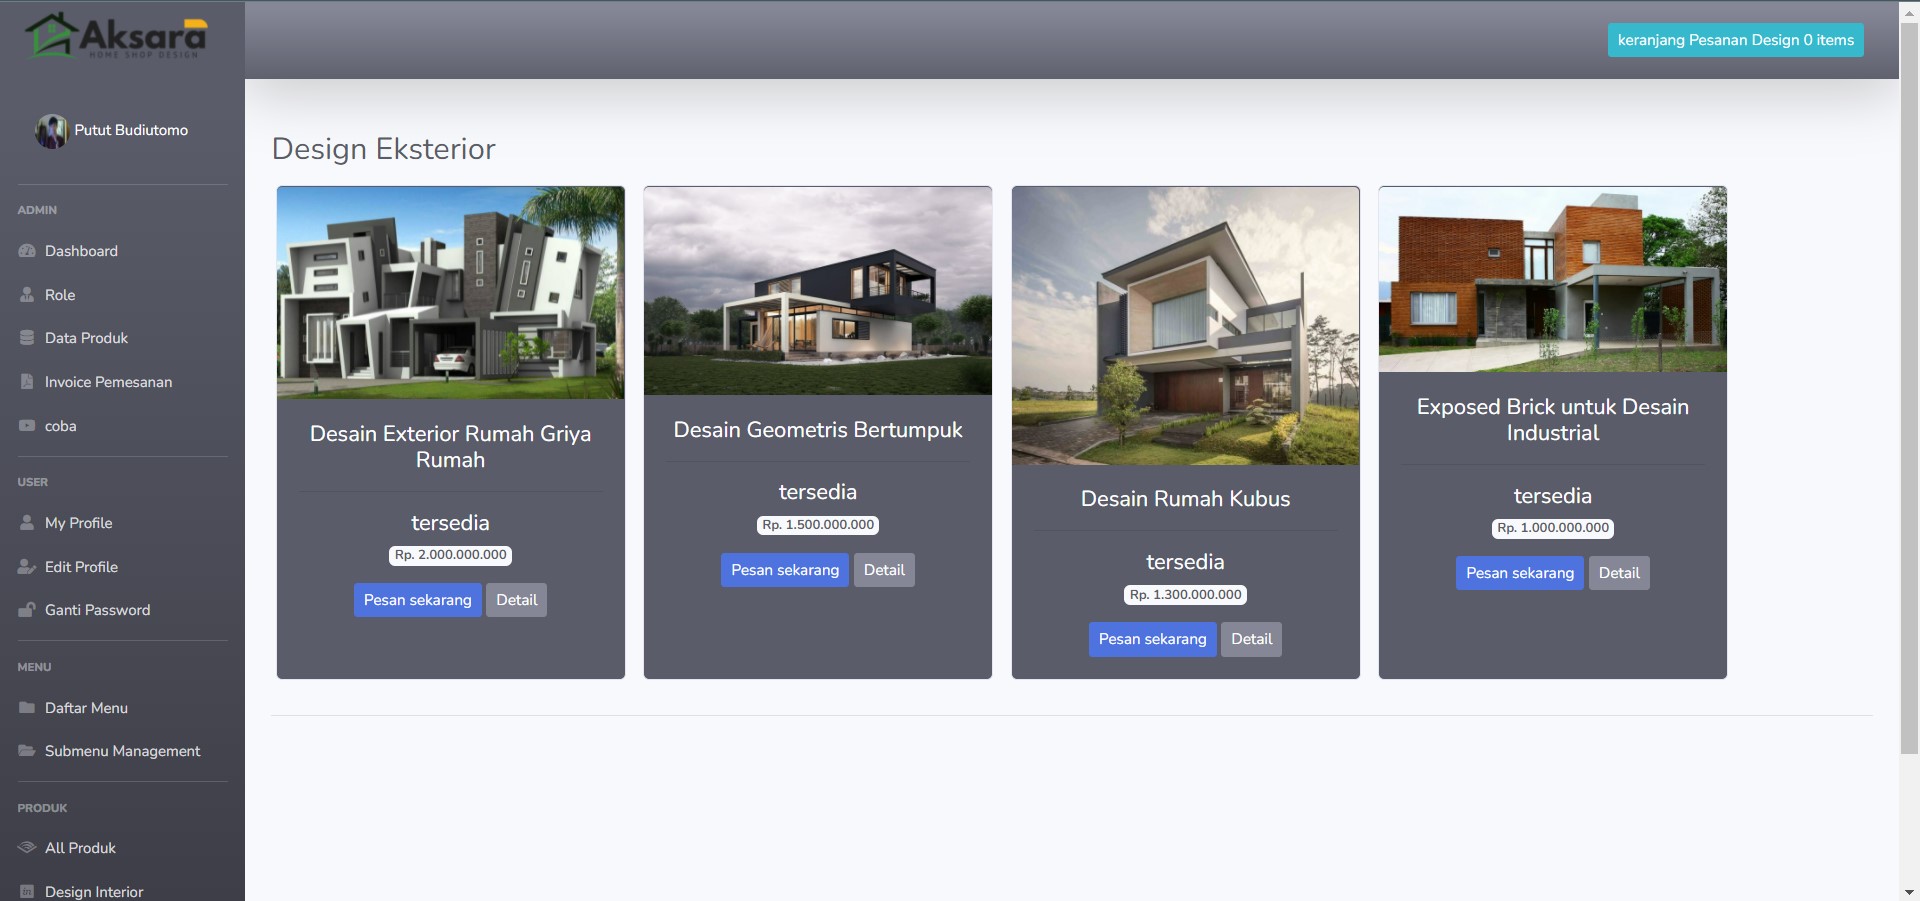 Aksara
HOME SHOP DESIGN
keranjang Pesanan Design 0 items
Putut Budiutomo
ADMIN
Dashboard
Role
Data Produk
Invoice Pemesanan
coba
USER
My Profile
Edit Profile
Ganti Password
MENU
Daftar Menu
Submenu Management
PRODUK
All Produk
Design Interior
Design Eksterior
Desain Exterior Rumah Griya
Rumah
tersedia
Rp. 2.000.000.000
Pesan sekarang Detail
Desain Geometris Bertumpuk
tersedia
Rp. 1.500.000.000
Pesan sekarang Detail
Desain Rumah Kubus
tersedia
Rp. 1.300.000.000
Pesan sekarang Detail
Exposed Brick untuk Desain
Industrial
tersedia
Rp. 1.000.000.000
Pesan sekarang Detail